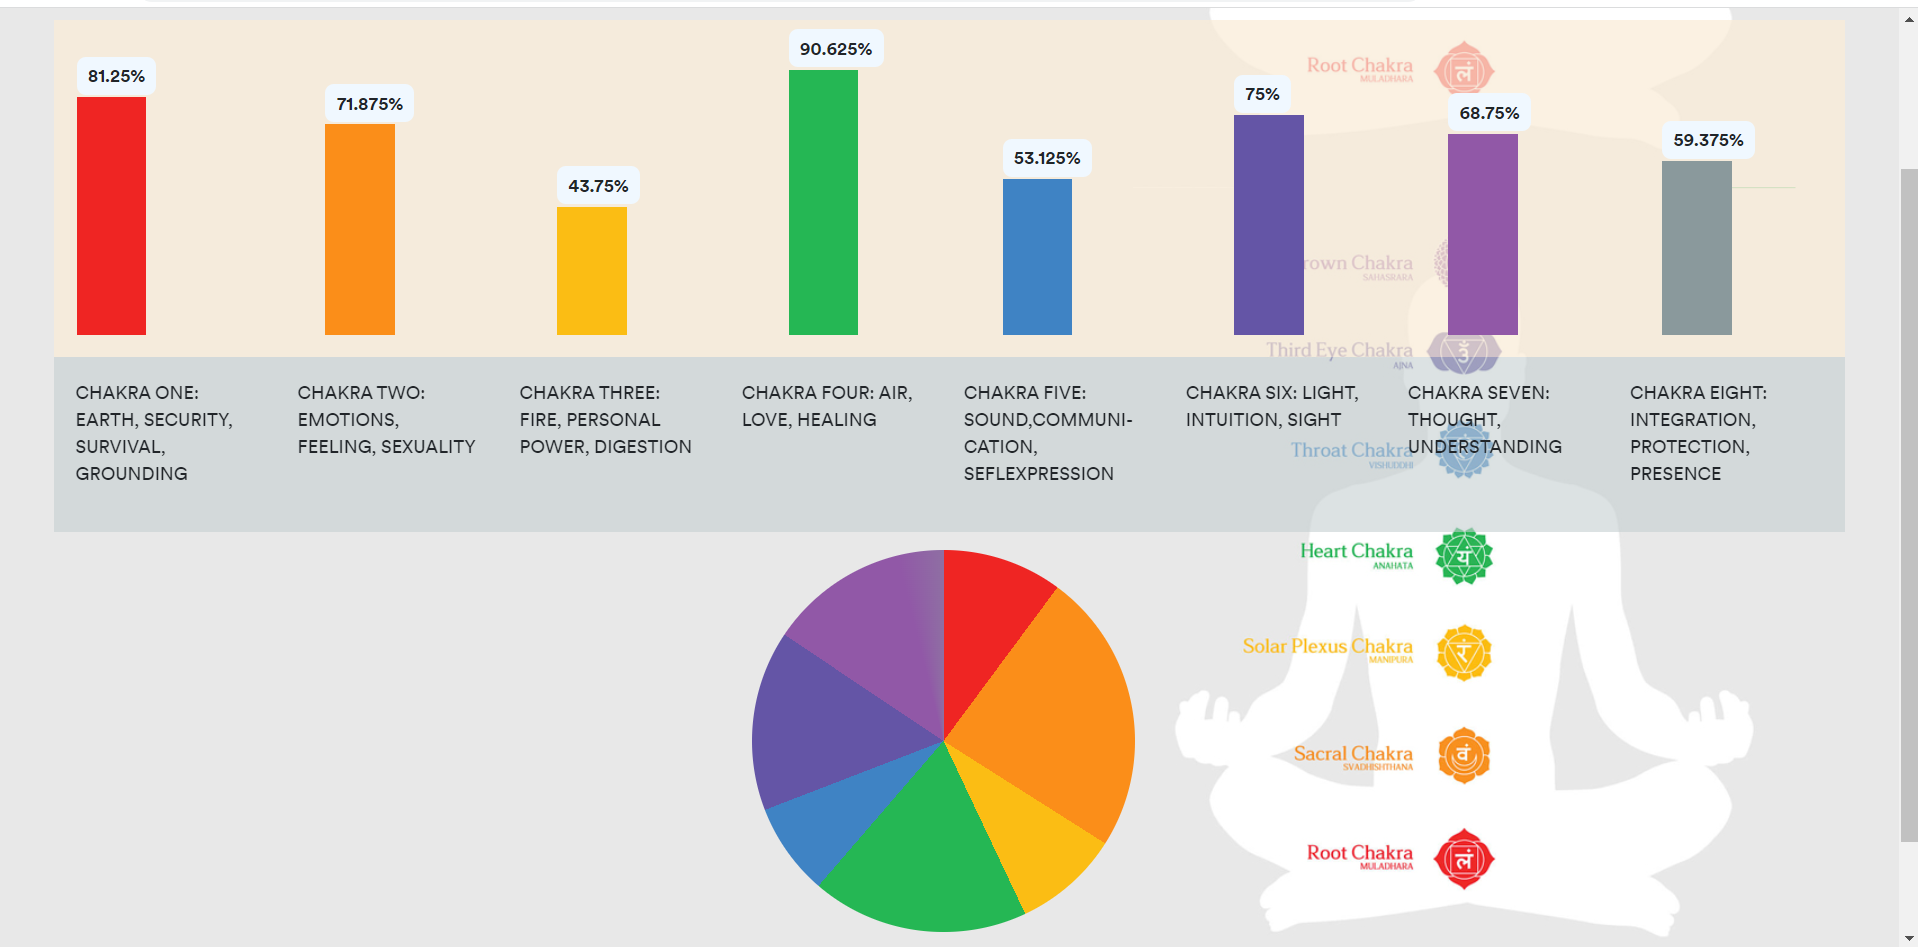 81.25%
71.875%
43.75%
90.625%
53.125%
75%
68.75%
59.375%
Root Chakra
MULADHARA
लं
rown Chakra
SAHASRARA
Third Eye Chakra
AJNA
ॐ
CHAKRA ONE:
EARTH, SECURITY,
SURVIVAL,
GROUNDING
CHAKRA TWO:
EMOTIONS,
FEELING, SEXUALITY
CHAKRA THREE:
FIRE, PERSONAL
POWER, DIGESTION
CHAKRA FOUR: AIR,
LOVE, HEALING
CHAKRA FIVE:
SOUND,COMMUNI-
CATION,
SEFLEXPRESSION
CHAKRA SIX: LIGHT,
INTUITION, SIGHT
CHAKRA SEVEN:
THOUGHT,
UNDERSTANDING
CHAKRA EIGHT:
INTEGRATION,
PROTECTION,
PRESENCE
Throat Chakra
VISHUDDHI
Heart Chakra
ANAHATA
यं
Solar Plexus Chakra
MANIPURA
रं
Sacral Chakra
SVADHISHTHANA
वं
Root Chakra
MULADHARA
लं